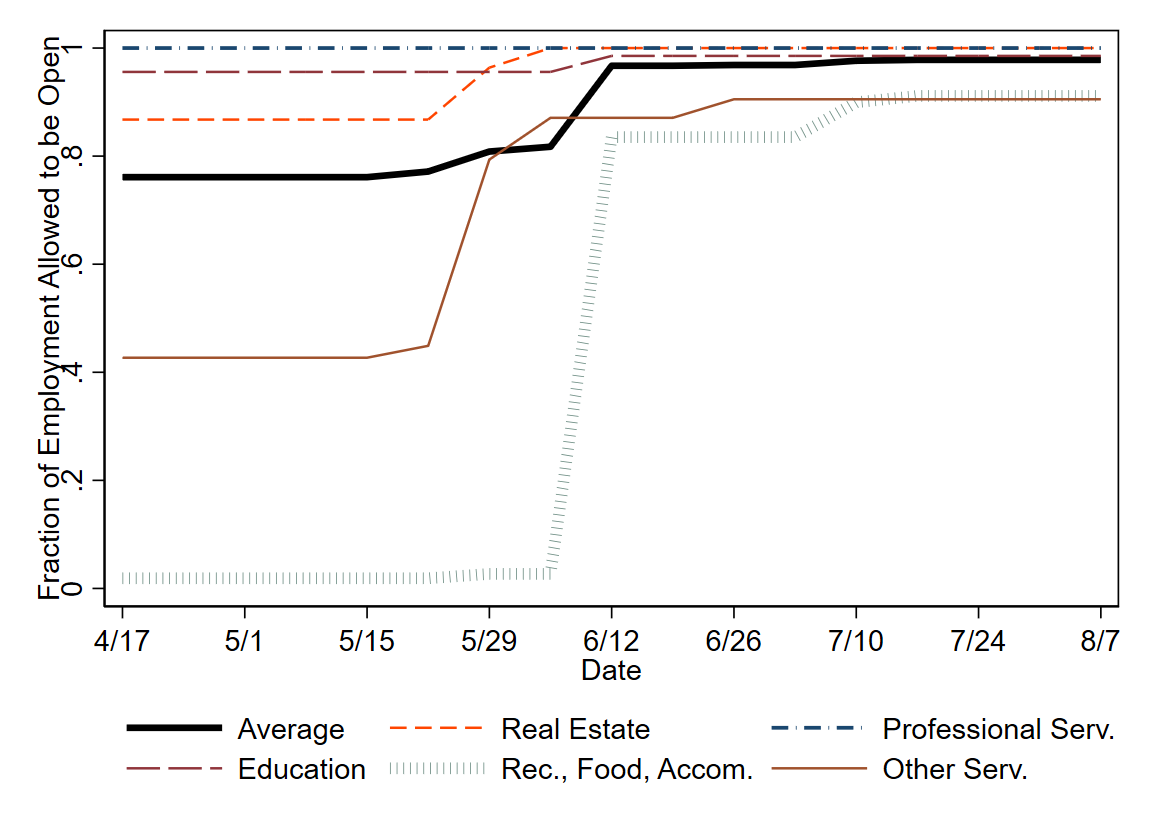 Fraction of Employment Allowed to be Open
1
.8
.6
.4
.2
0
4/17 5/1 5/15 5/29 6/12 6/26 7/10 7/24 8/7
Date
Average Real Estate Professional Serv.
Education Rec., Food, Accom. Other Serv.